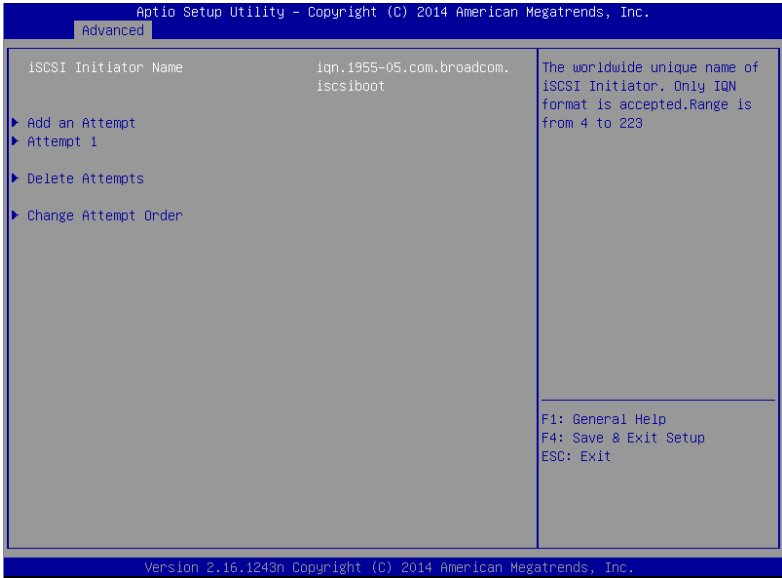 Aptio Setup Utility – Copyright (C) 2014 American Megatrends, Inc.
Advanced
iSCSI Initiator Name iqn.1955-05.com.broadcom.
iscsiboot
Add an Attempt
Attempt 1
Delete Attempts
Change Attempt Order
The worldwide unique name of
iSCSI Initiator. Only IQN
format is accepted.Range is
from 4 to 223
F1: General Help
F4: Save & Exit Setup
ESC: Exit
Version 2.16.1243n Copyright (C) 2014 American Megatrends, Inc.